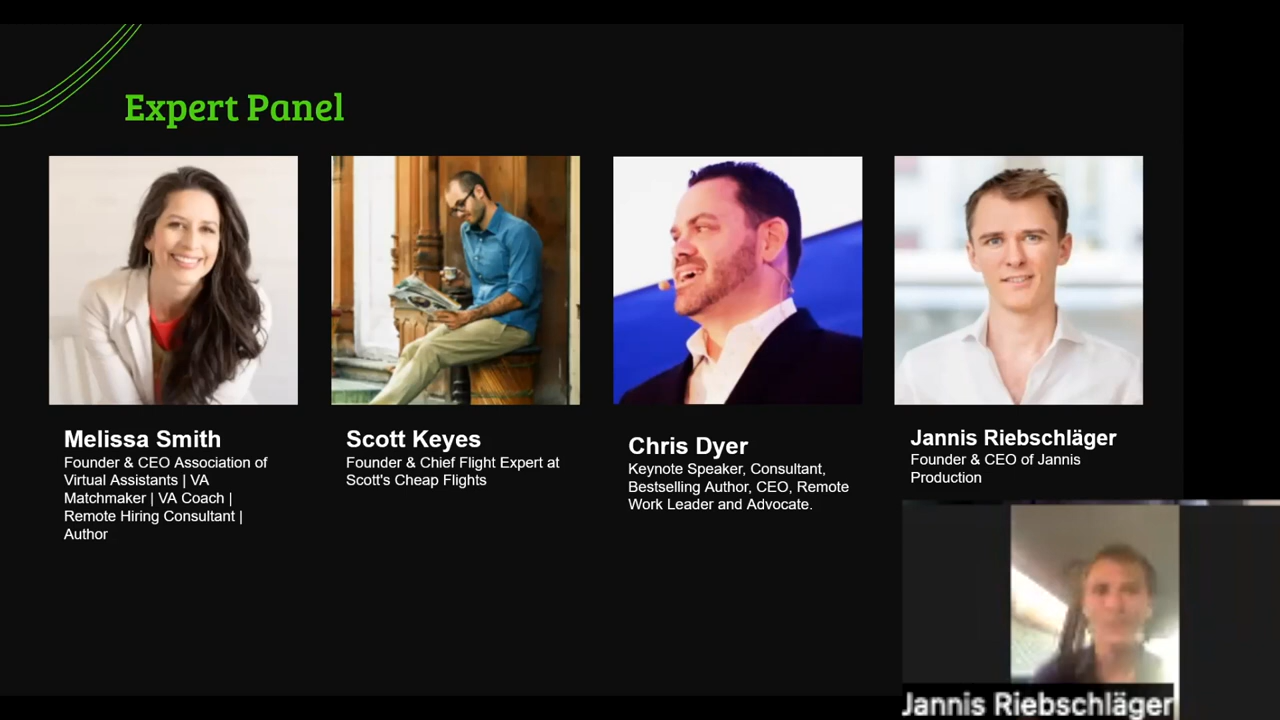 Expert Panel
Melissa Smith
Founder & CEO Association of
Virtual Assistants | VA
Matchmaker | VA Coach |
Remote Hiring Consultant |
Author
Scott Keyes
Founder & Chief Flight Expert at
Scott's Cheap Flights
Chris Dyer
Keynote Speaker, Consultant,
Bestselling Author, CEO, Remote
Work Leader and Advocate.
Jannis Riebschläger
Founder & CEO of Jannis
Production
Jannis Riebschläger